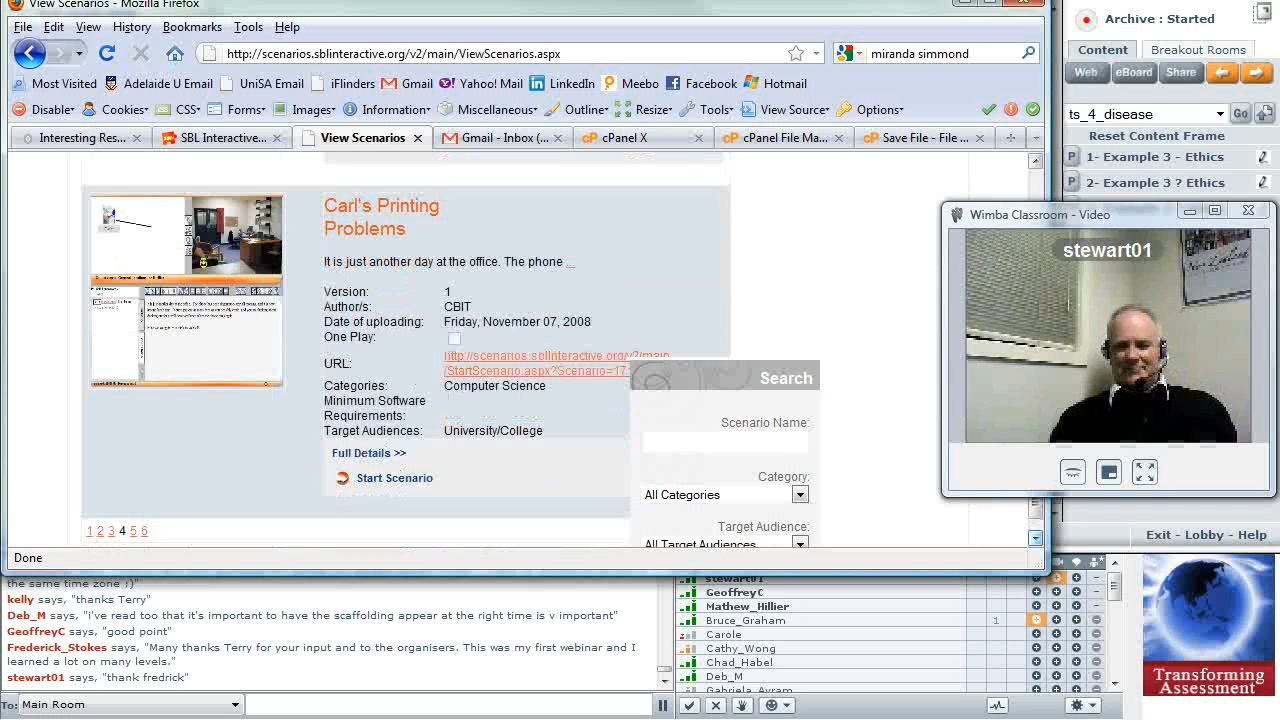 View Scenarios - Mozilla Firefox
File Edit View History Bookmarks Tools Help
http://scenarios.sblinteractive.org/v2/main/ViewScenarios.aspx
miranda simmond
Most Visited Adelaide U Email UniSA Email iFlinders Gmail Yahoo! Mail LinkedIn Meebo Facebook Hotmail
Disable Cookies CSS Forms Images Information Miscellaneous Outline Resize Tools View Source Options
Interesting Res... SBL Interactive... View Scenarios Gmail - Inbox (... cPanel X cPanel File Ma... Save File - File ...
Carl's Printing
Problems
It is just another day at the office. The phone ...
Version: 1
Author/s: CBIT
Date of uploading: Friday, November 07, 2008
One Play:
URL: http://scenarios.sblinteractive.org/v2/main
/StartScenario.aspx?Scenario=17
Categories: Computer Science
Minimum Software
Requirements:
Target Audiences: University/College
Full Details >>
Start Scenario
1 2 3 4 5 6
Search
Scenario Name:
Category:
All Categories
Target Audience:
All Target Audiences
Done
Archive : Started
Content Breakout Rooms
Web eBoard Share
ts_4_disease Go
Reset Content Frame
P 1- Example 3 - Ethics
P 2- Example 3 ? Ethics
Wimba Classroom - Video
stewart01
Exit - Lobby - Help
the same time zone :)"
kelly says, "thanks Terry"
Deb_M says, "i've read too that it's important to have the scaffolding appear at the right time is v important"
GeoffreyC says, "good point"
Frederick_Stokes says, "Many thanks Terry for your input and to the organisers. This was my first webinar and I
learned a lot on many levels."
stewart01 says, "thank fredrick"
To: Main Room
stewart01
GeoffreyC
Mathew_Hillier
Bruce_Graham 1
Carole
Cathy_Wong
Chad_Habel
Deb_M
Gabriela_Avram
Transforming
Assessment